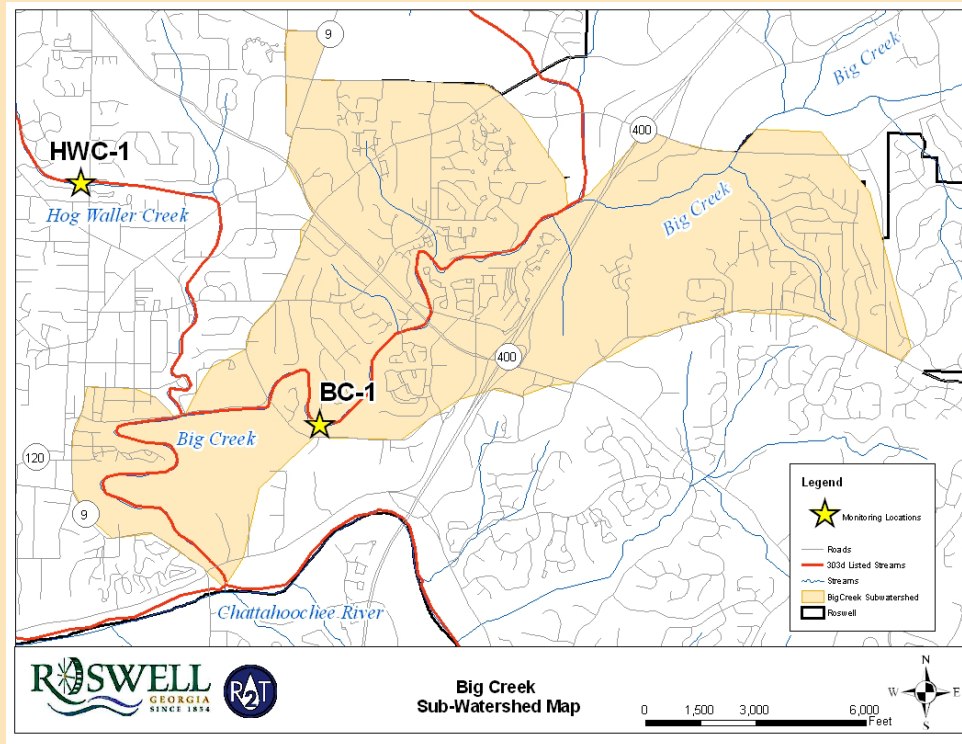 9
Big Creek
400
HWC-1
Hog Waller Creek
Big Creek
400
BC-1
Big Creek
120
9
Chattahoochee River
Legend
Monitoring Locations
Roads
303d Listed Streams
Streams
BigCreek Subwatershed
Roswell
ROSWELL
GEORGIA
SINCE 1854
R2T
Big Creek
Sub-Watershed Map
0 1,500 3,000 6,000
Feet
N
W E
S